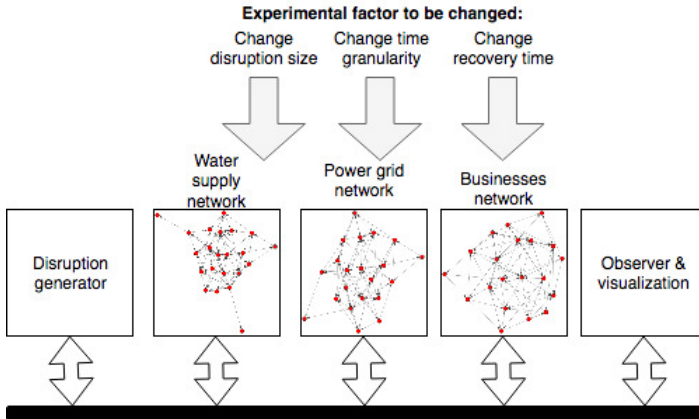 Experimental factor to be changed:
Change
disruption size
Change time
granularity
Change
recovery time
Water
supply
network
Power grid
network
Businesses
network
Disruption
generator
Observer &
visualization